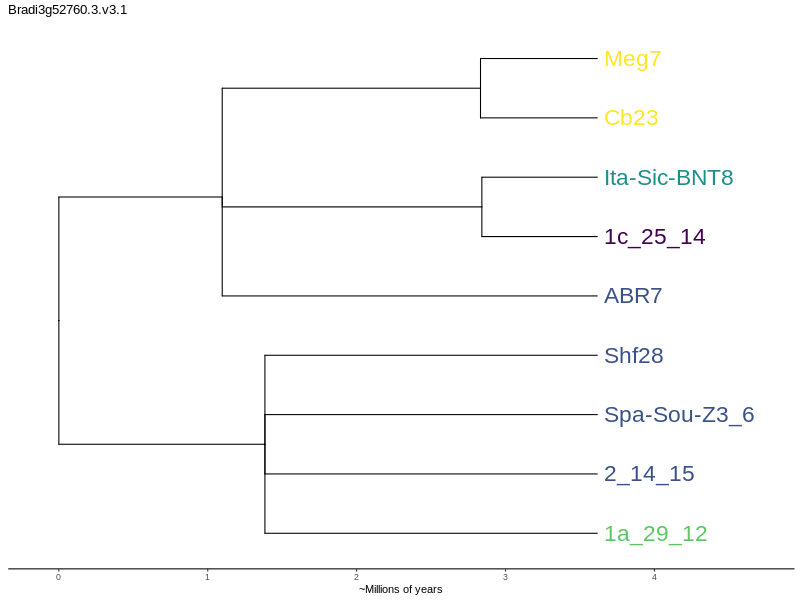 Bradi3g52760.3.v3.1
Meg7
Cb23
Ita-Sic-BNT8
1c_25_14
ABR7
Shf28
Spa-Sou-Z3_6
2_14_15
1a_29_12
0 1 2 3 4
~Millions of years